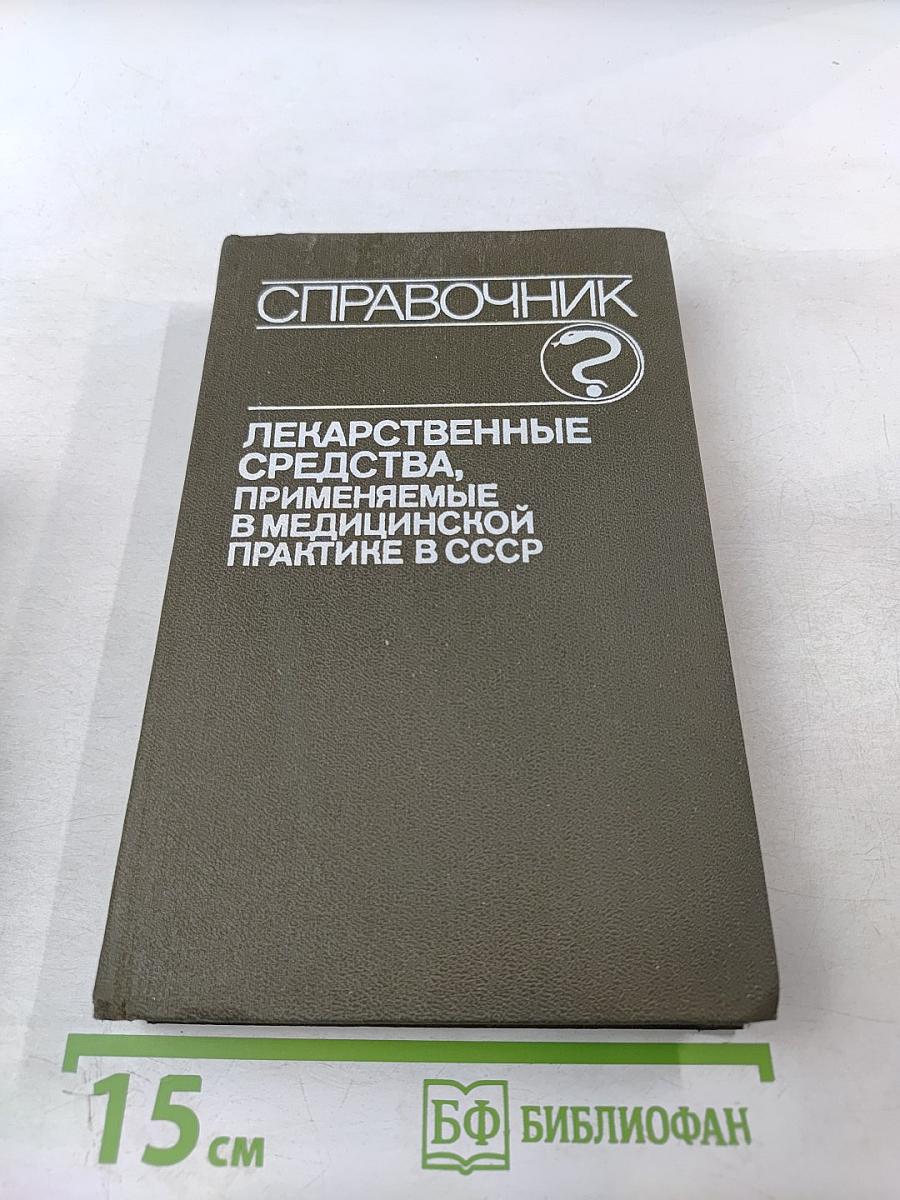 СПРАВОЧНИК
ЛЕКАРСТВЕННЫЕ
СРЕДСТВА,
ПРИМЕНЯЕМЫЕ
В МЕДИЦИНСКОЙ
ПРАКТИКЕ В СССР
15 см
БФ БИБЛИОФАН